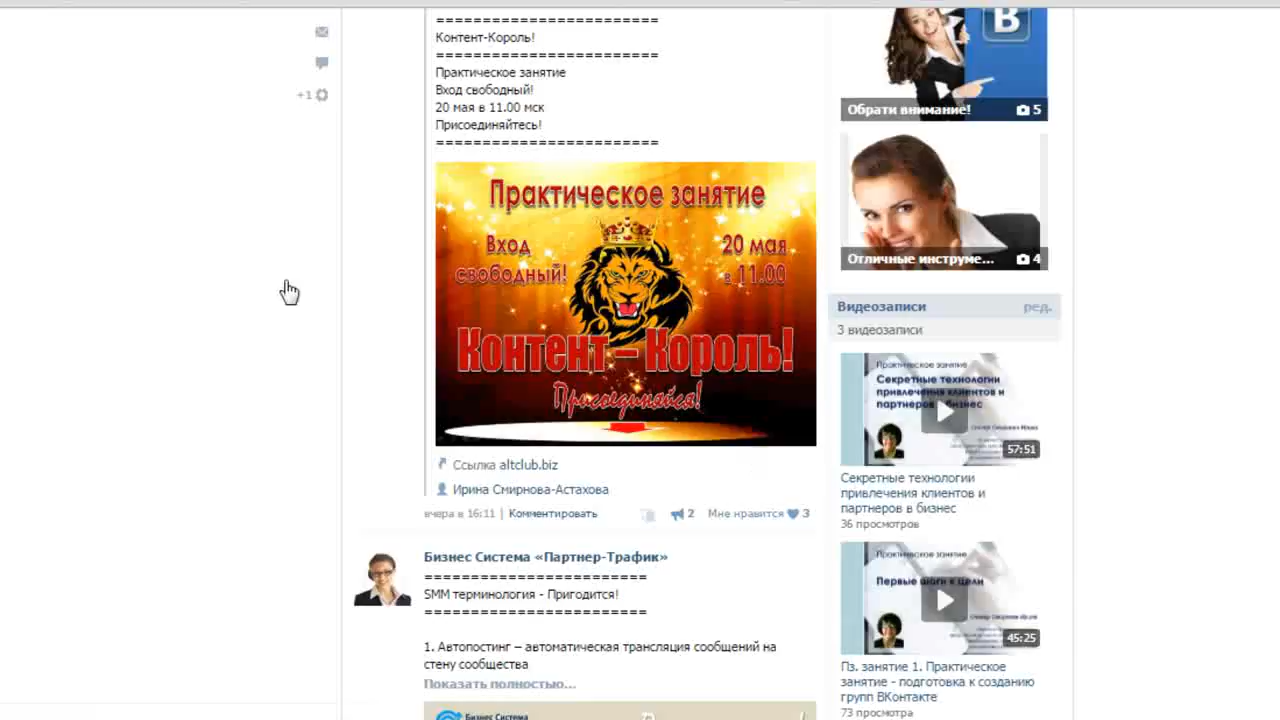 +1
========================
Контент-Король!
========================
Практическое занятие
Вход свободный!
20 мая в 11.00 мск
Присоединяйтесь!
========================
Практическое занятие
Вход
свободный!
20 мая
в 11.00
Контент – Король!
Присоединяйся!
Ссылка altclub.biz
Ирина Смирнова-Астахова
вчера в 16:11 | Комментировать
2 Мне нравится 3
Бизнес Система «Партнер-Трафик»
========================
SMM терминология - Пригодится!
========================
1. Автопостинг – автоматическая трансляция сообщений на
стену сообщества
Показать полностью...
Бизнес Система
В
Обрати внимание! 5
Отличные инструме... 4
Видеозаписи ред.
3 видеозаписи
Практическое занятие
Секретные технологии
привлечения клиентов и
партнеров в бизнес
57:51
Секретные технологии
привлечения клиентов и
партнеров в бизнес
36 просмотров
Практическое занятие
Первые шаги к цели
45:25
Пз. занятие 1. Практическое
занятие - подготовка к созданию
групп ВКонтакте
73 просмотра